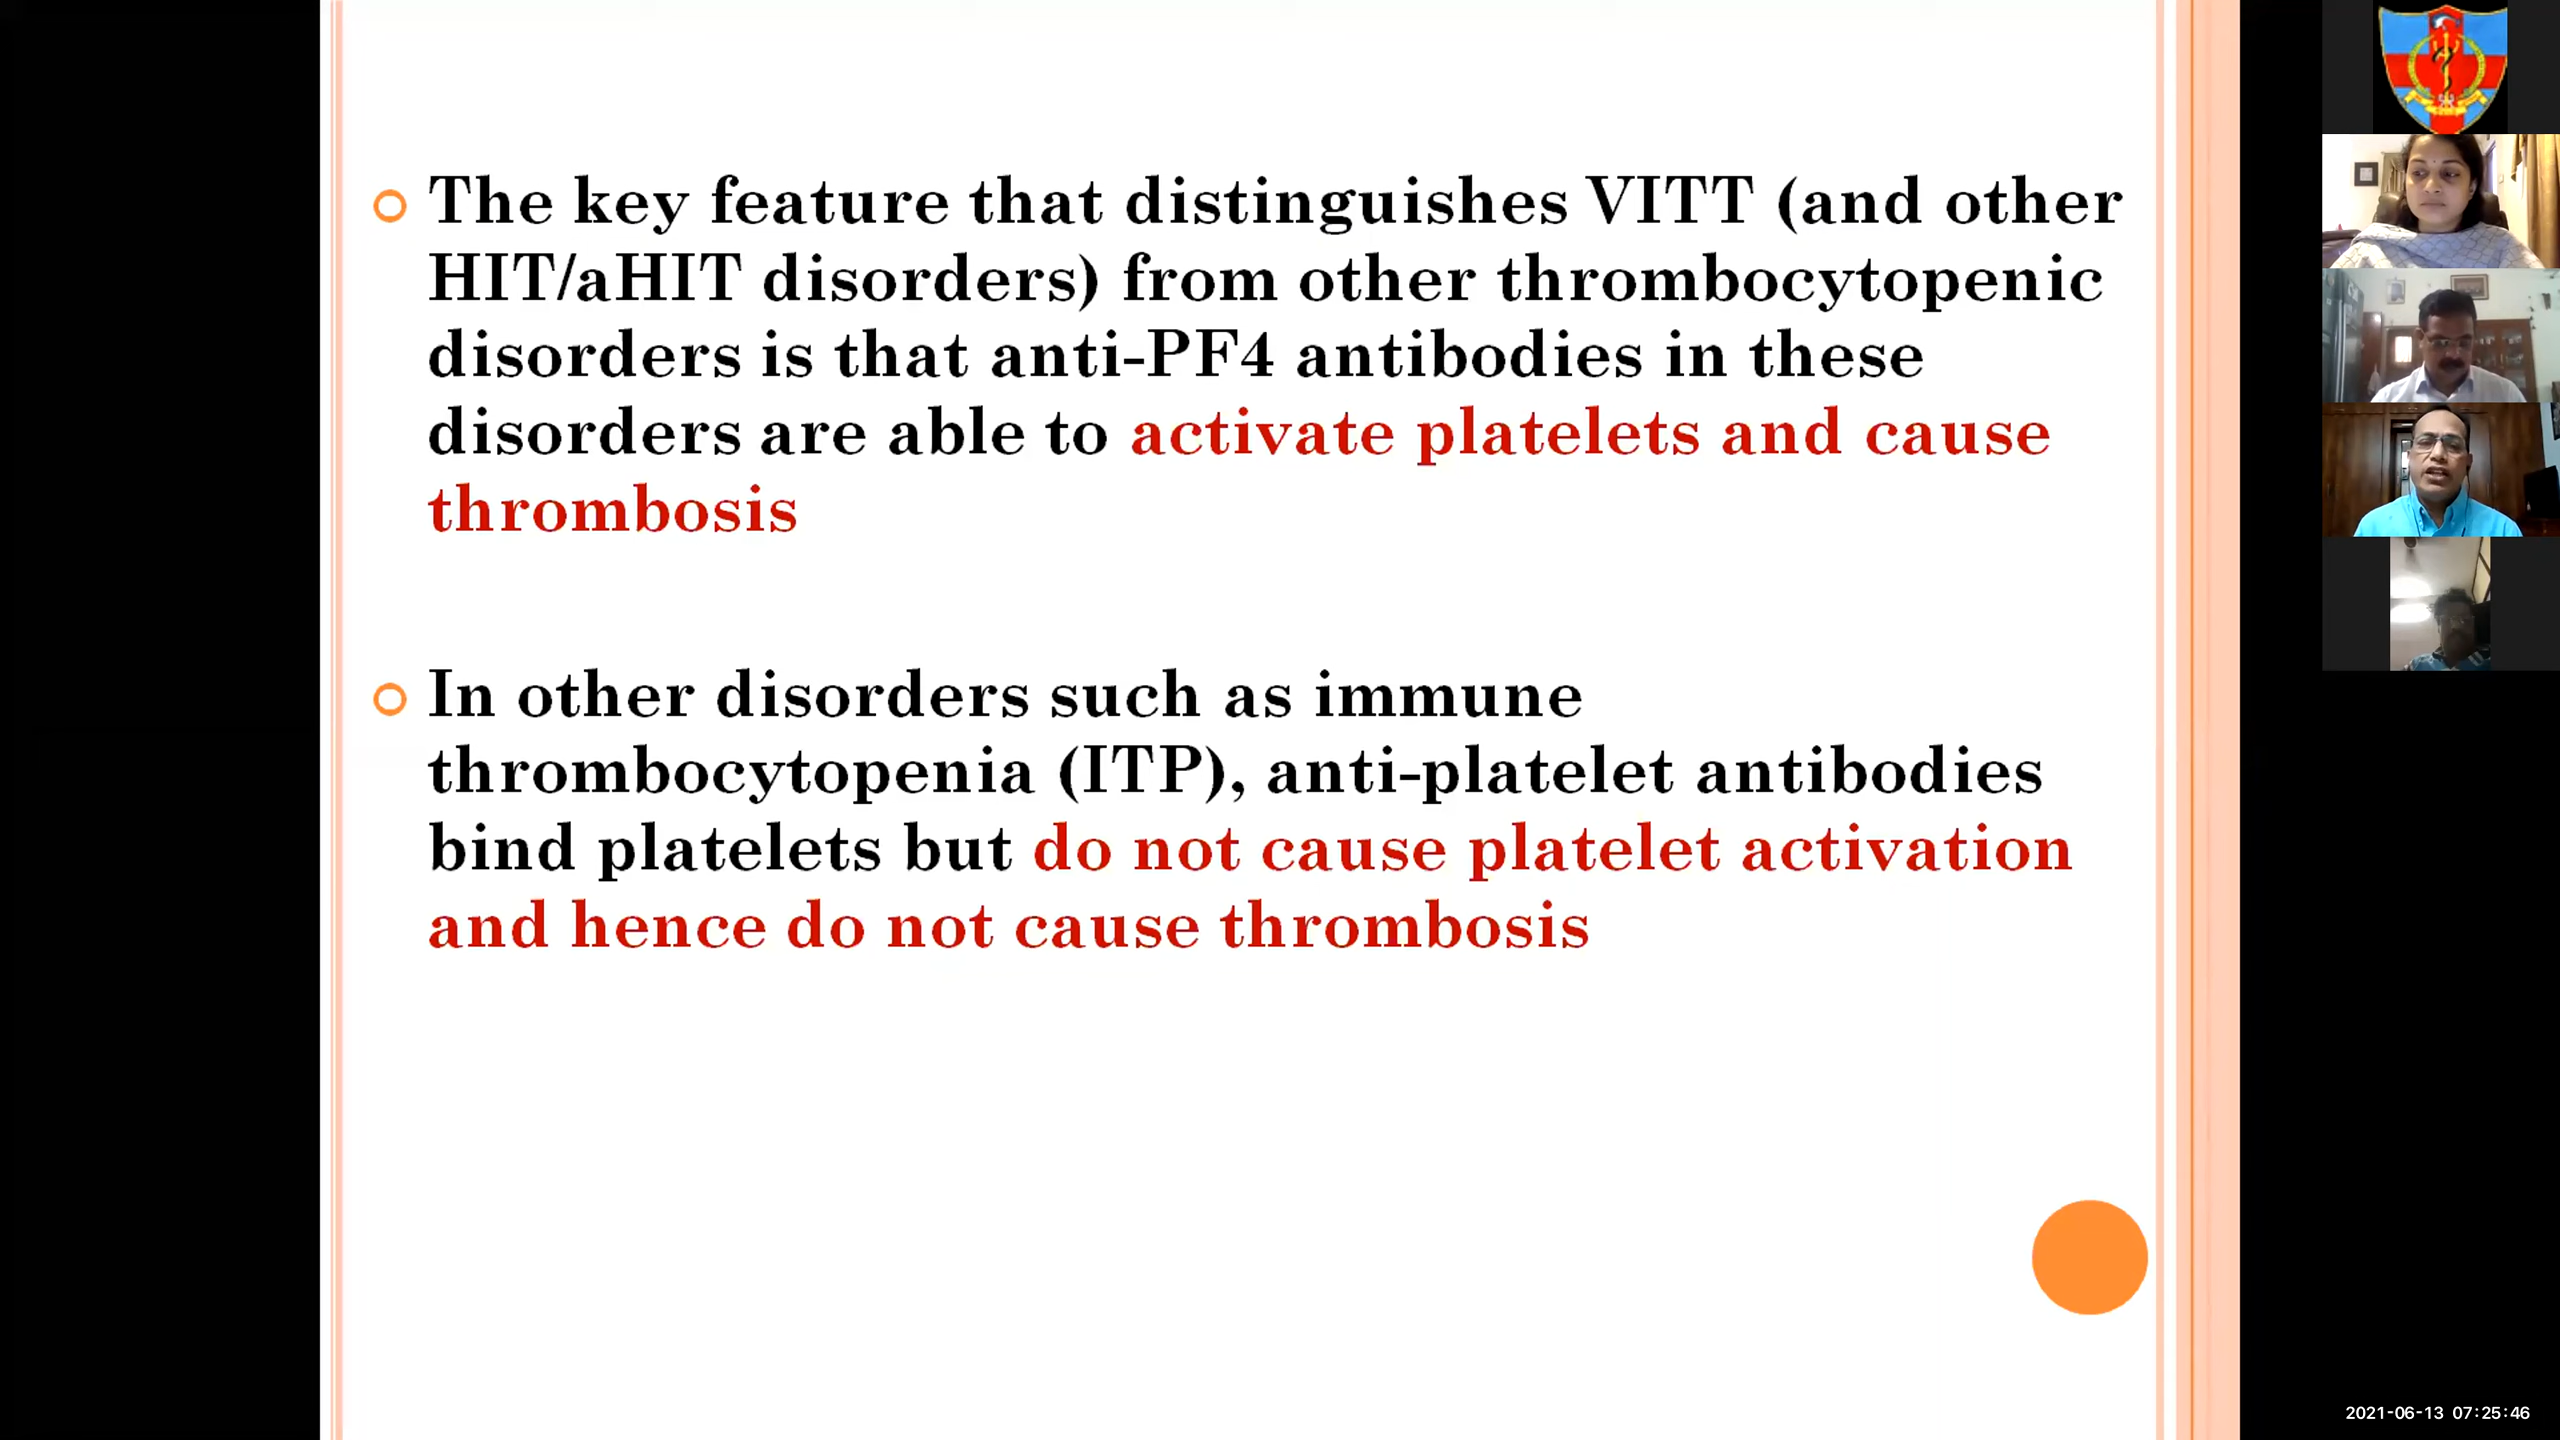 The key feature that distinguishes VITT (and other
HIT/aHIT disorders) from other thrombocytopenic
disorders is that anti-PF4 antibodies in these
disorders are able to activate platelets and cause
thrombosis
In other disorders such as immune
thrombocytopenia (ITP), anti-platelet antibodies
bind platelets but do not cause platelet activation
and hence do not cause thrombosis
2021-06-13 07:25:46